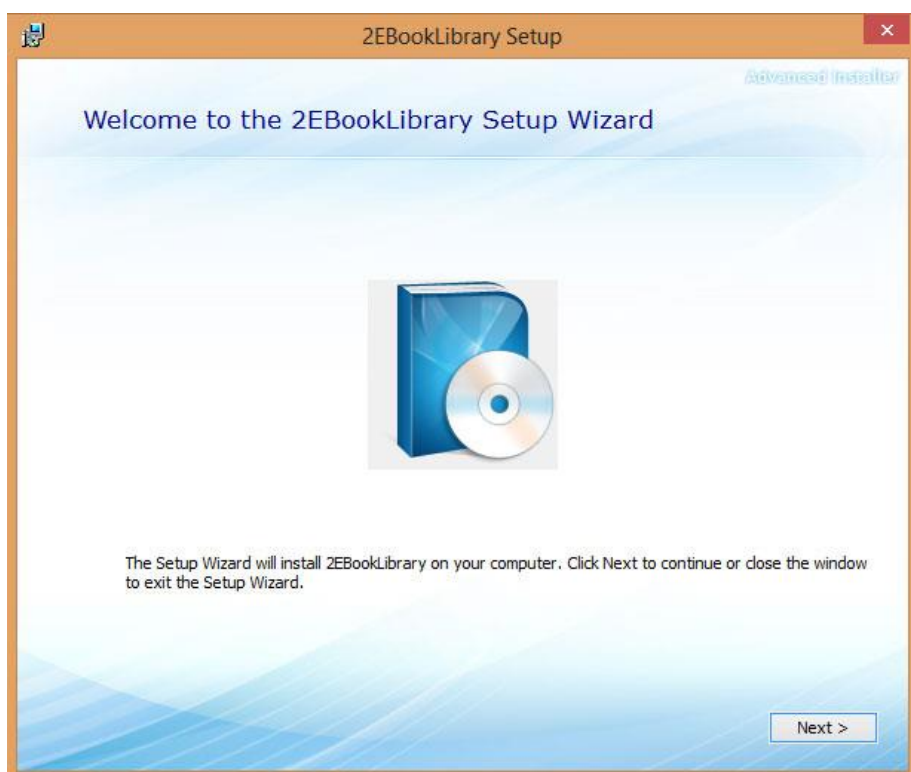 2EBookLibrary Setup
Advanced Installer
Welcome to the 2EBookLibrary Setup Wizard
The Setup Wizard will install 2EBookLibrary on your computer. Click Next to continue or close the window
to exit the Setup Wizard.
Next >